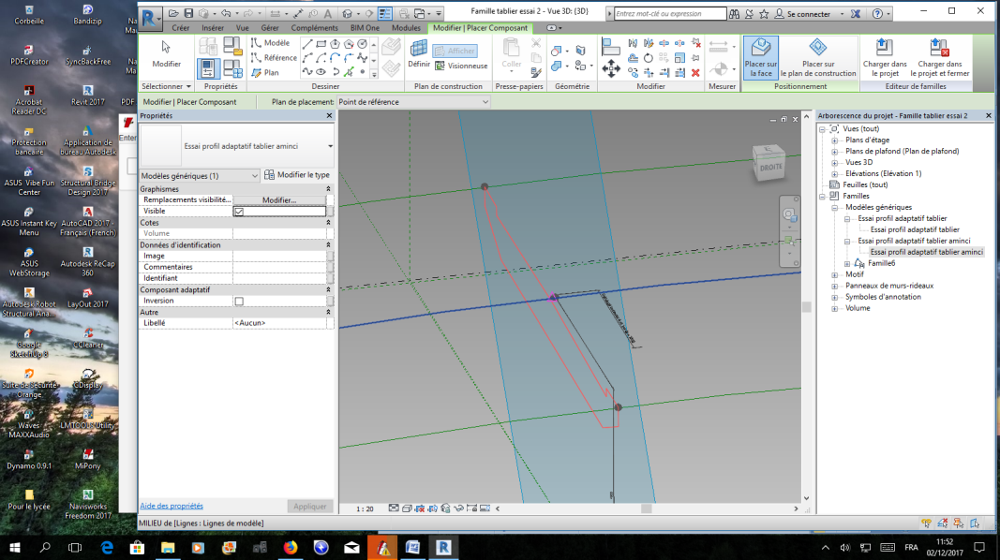 Corbeille
Bandizip
PDFCreator
SyncBackFree
Acrobat
Reader DC
Revit 2017
PDF
Protection
bancaire
Application de
bureau Autodesk
Enter
ASUS Vibe Fun
Center
Structural Bridge
Design 2017
ASUS Instant Key
Menu
AutoCAD 2017 -
Français (French)
ASUS
WebStorage
Autodesk ReCap
360
Autodesk Robot
Structural Ana...
LayOut 2017
Google
SketchUp 8
CCleaner
Suite de Sécurité
Orange
CDisplay
Waves
MAXXAudio
LMTOOLS Utility
Dynamo 0.9.1
MiPony
Pour le lycée
Navisworks
Freedom 2017
Famille tablier essai 2 - Vue 3D: {3D}
Entrez mot-clé ou expression
Se connecter
Créer
Insérer
Vue
Gérer
Compléments
BIM One
Modules
Modifier | Placer Composant
Modifier
Modèle
Référence
Plan
Définir
Afficher
Visionneuse
Coller
Placer sur
la face
Placer sur
le plan de construction
Charger dans
le projet
Charger dans
le projet et fermer
Sélectionner
Propriétés
Dessiner
Plan de construction
Presse-papiers
Géométrie
Modifier
Mesurer
Positionnement
Editeur de familles
Modifier | Placer Composant
Plan de placement:
Point de référence
Propriétés
Essai profil adaptatif tablier aminci
Modèles génériques (1)
Modifier le type
Graphismes
Remplacements visibilité...
Modifier...
Visible
Cotes
Volume
Données d'identification
Image
Commentaires
Identifiant
Composant adaptatif
Inversion
Autre
Libellé
<Aucun>
Aide des propriétés
Appliquer
DROITE
1 : 20
Arborescence du projet - Famille tablier essai 2
Vues (tout)
Plans d'étage
Plans de plafond (Plan de plafond)
Vues 3D
Elévations (Elévation 1)
Feuilles (tout)
Familles
Modèles génériques
Essai profil adaptatif tablier
Essai profil adaptatif tablier
Essai profil adaptatif tablier aminci
Essai profil adaptatif tablier aminci
Famille6
Motif
Panneaux de murs-rideaux
Symboles d'annotation
Volume
MILIEU de [Lignes : Lignes de modèle]
FRA
11:52
02/12/2017